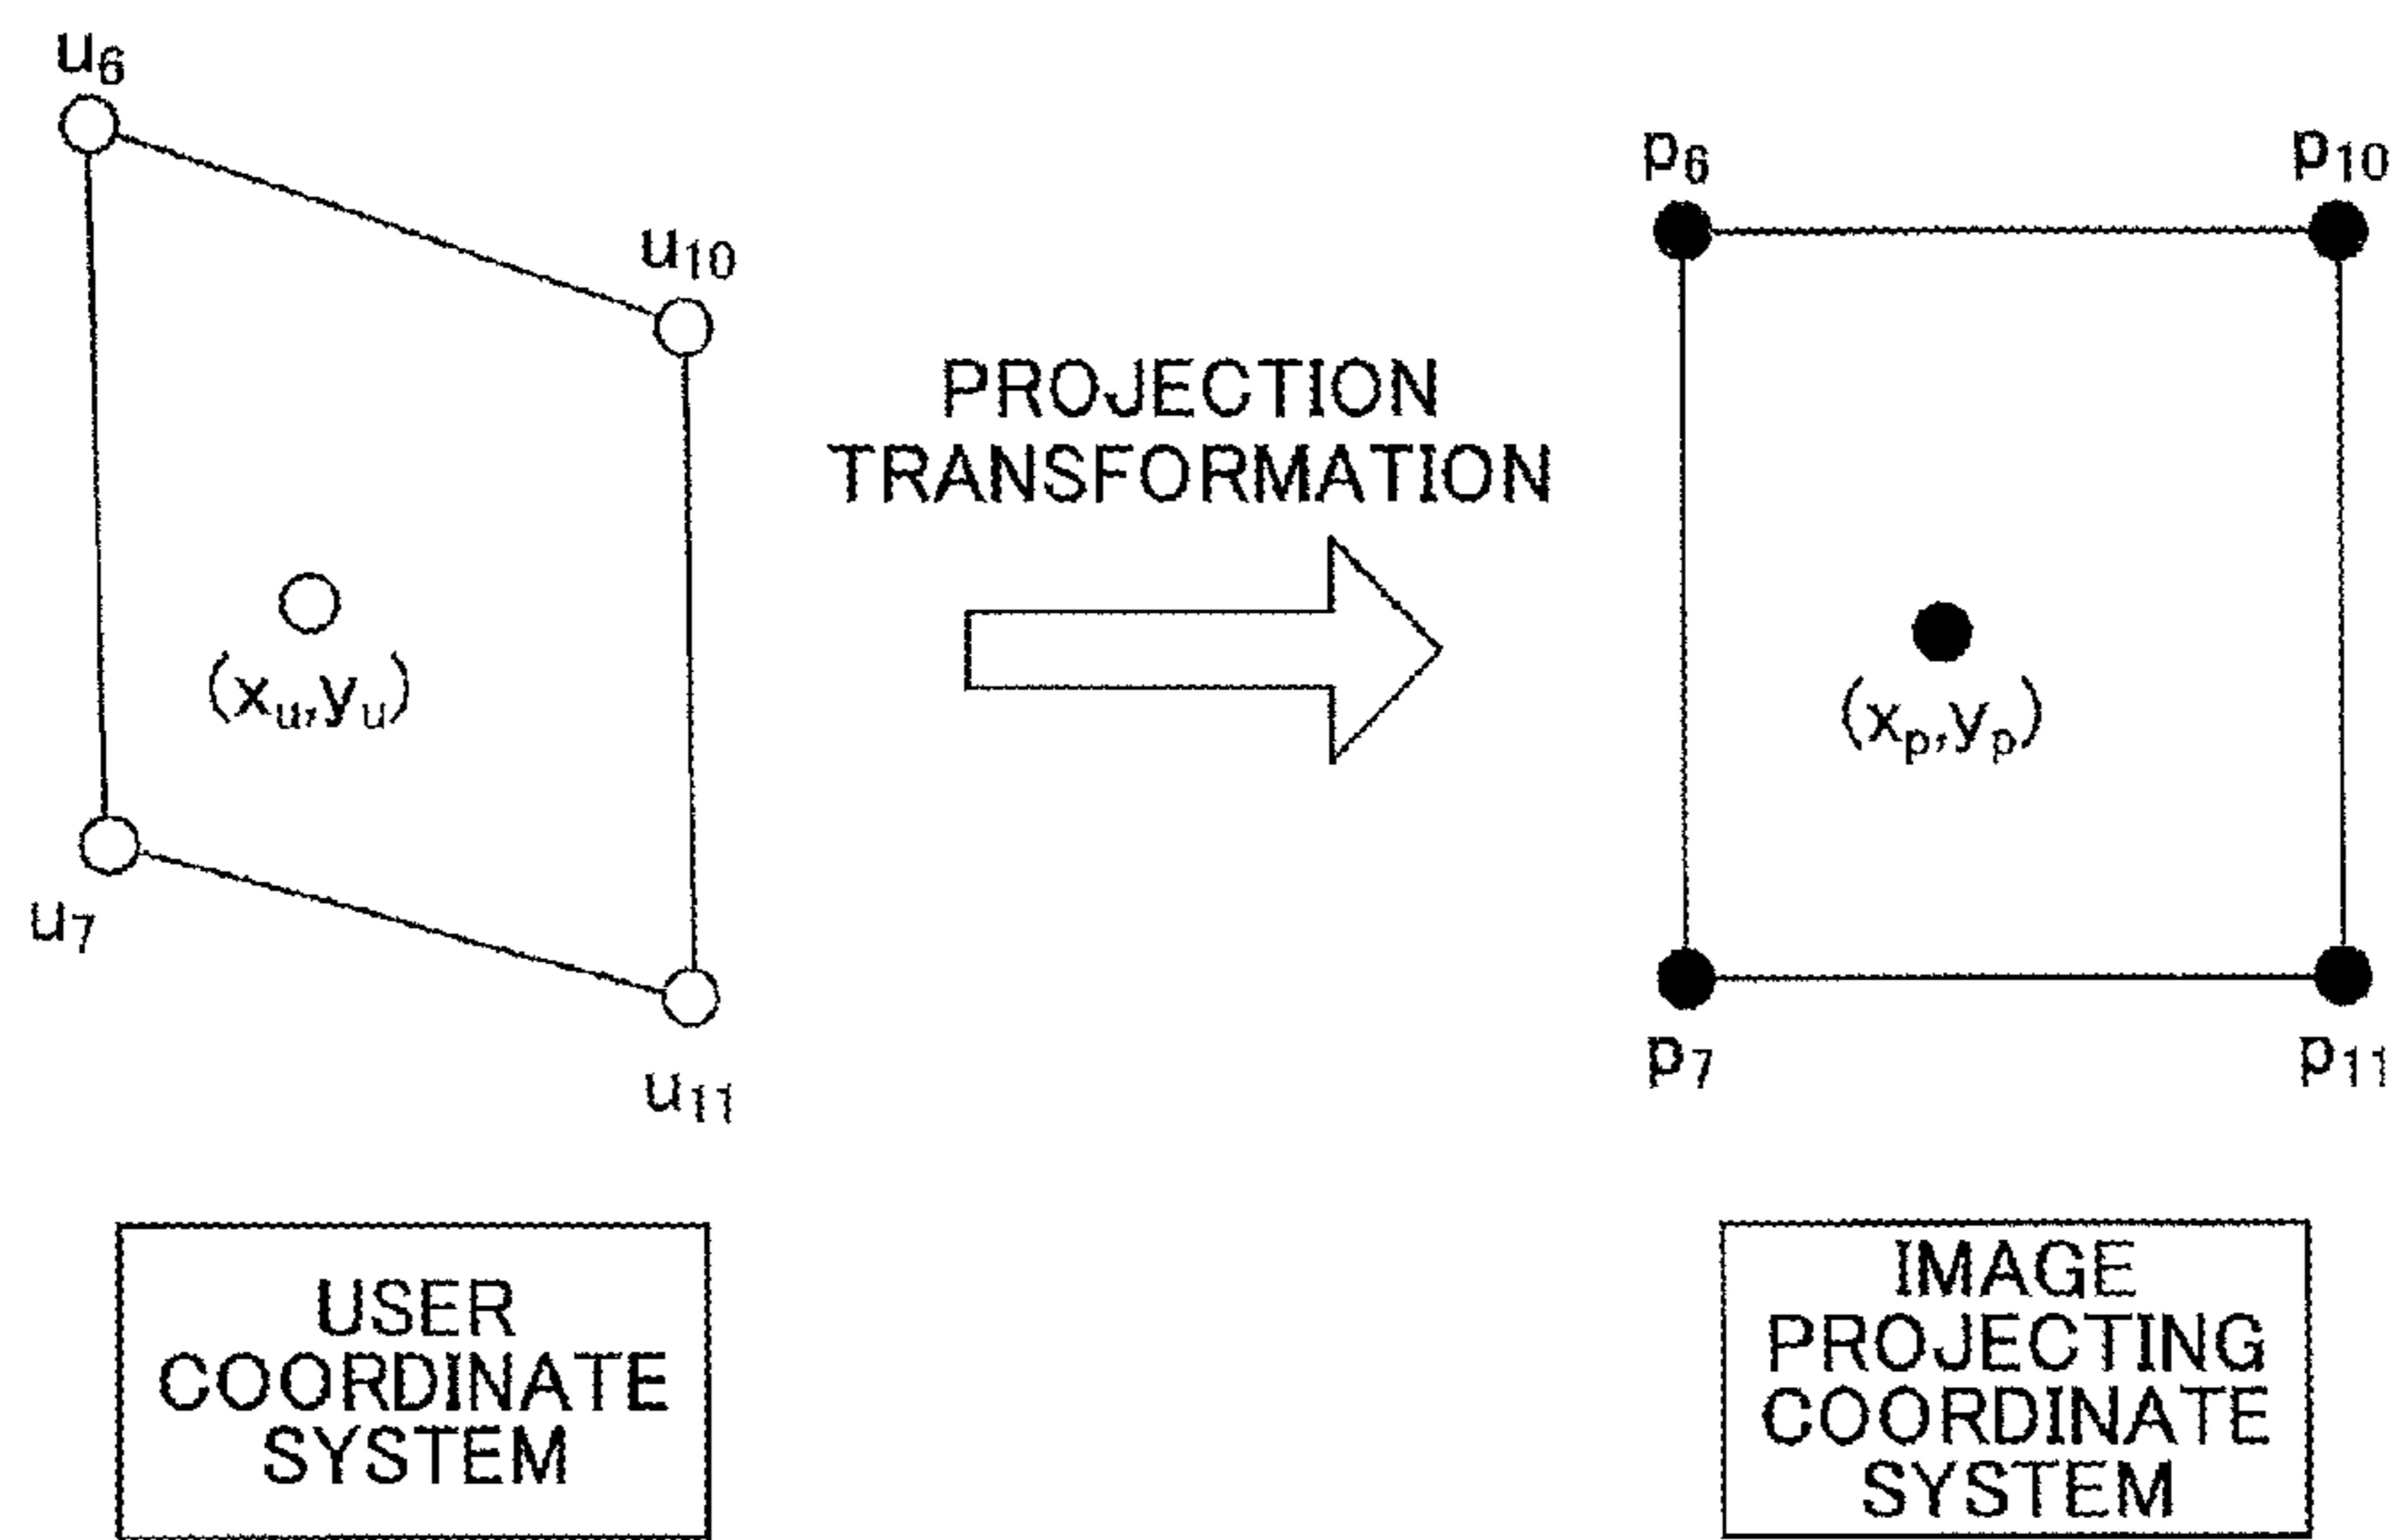 u6
u10
(xu,yu)
u7
u11
PROJECTION
TRANSFORMATION
p6
p10
(xp,yp)
p7
p11
USER
COORDINATE
SYSTEM
IMAGE
PROJECTING
COORDINATE
SYSTEM